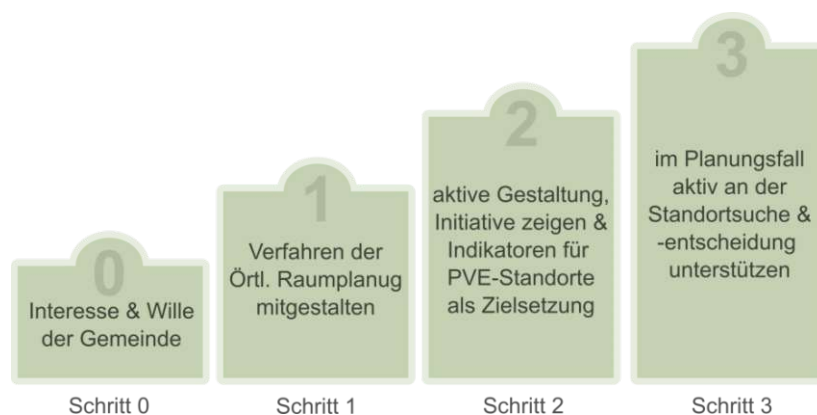 0
Interesse & Wille
der Gemeinde
Schritt 0
1
Verfahren der
Örtl. Raumplanug
mitgestalten
Schritt 1
2
aktive Gestaltung,
Initiative zeigen &
Indikatoren für
PVE-Standorte
als Zielsetzung
Schritt 2
3
im Planungsfall
aktiv an der
Standortsuche &
-entscheidung
unterstützen
Schritt 3